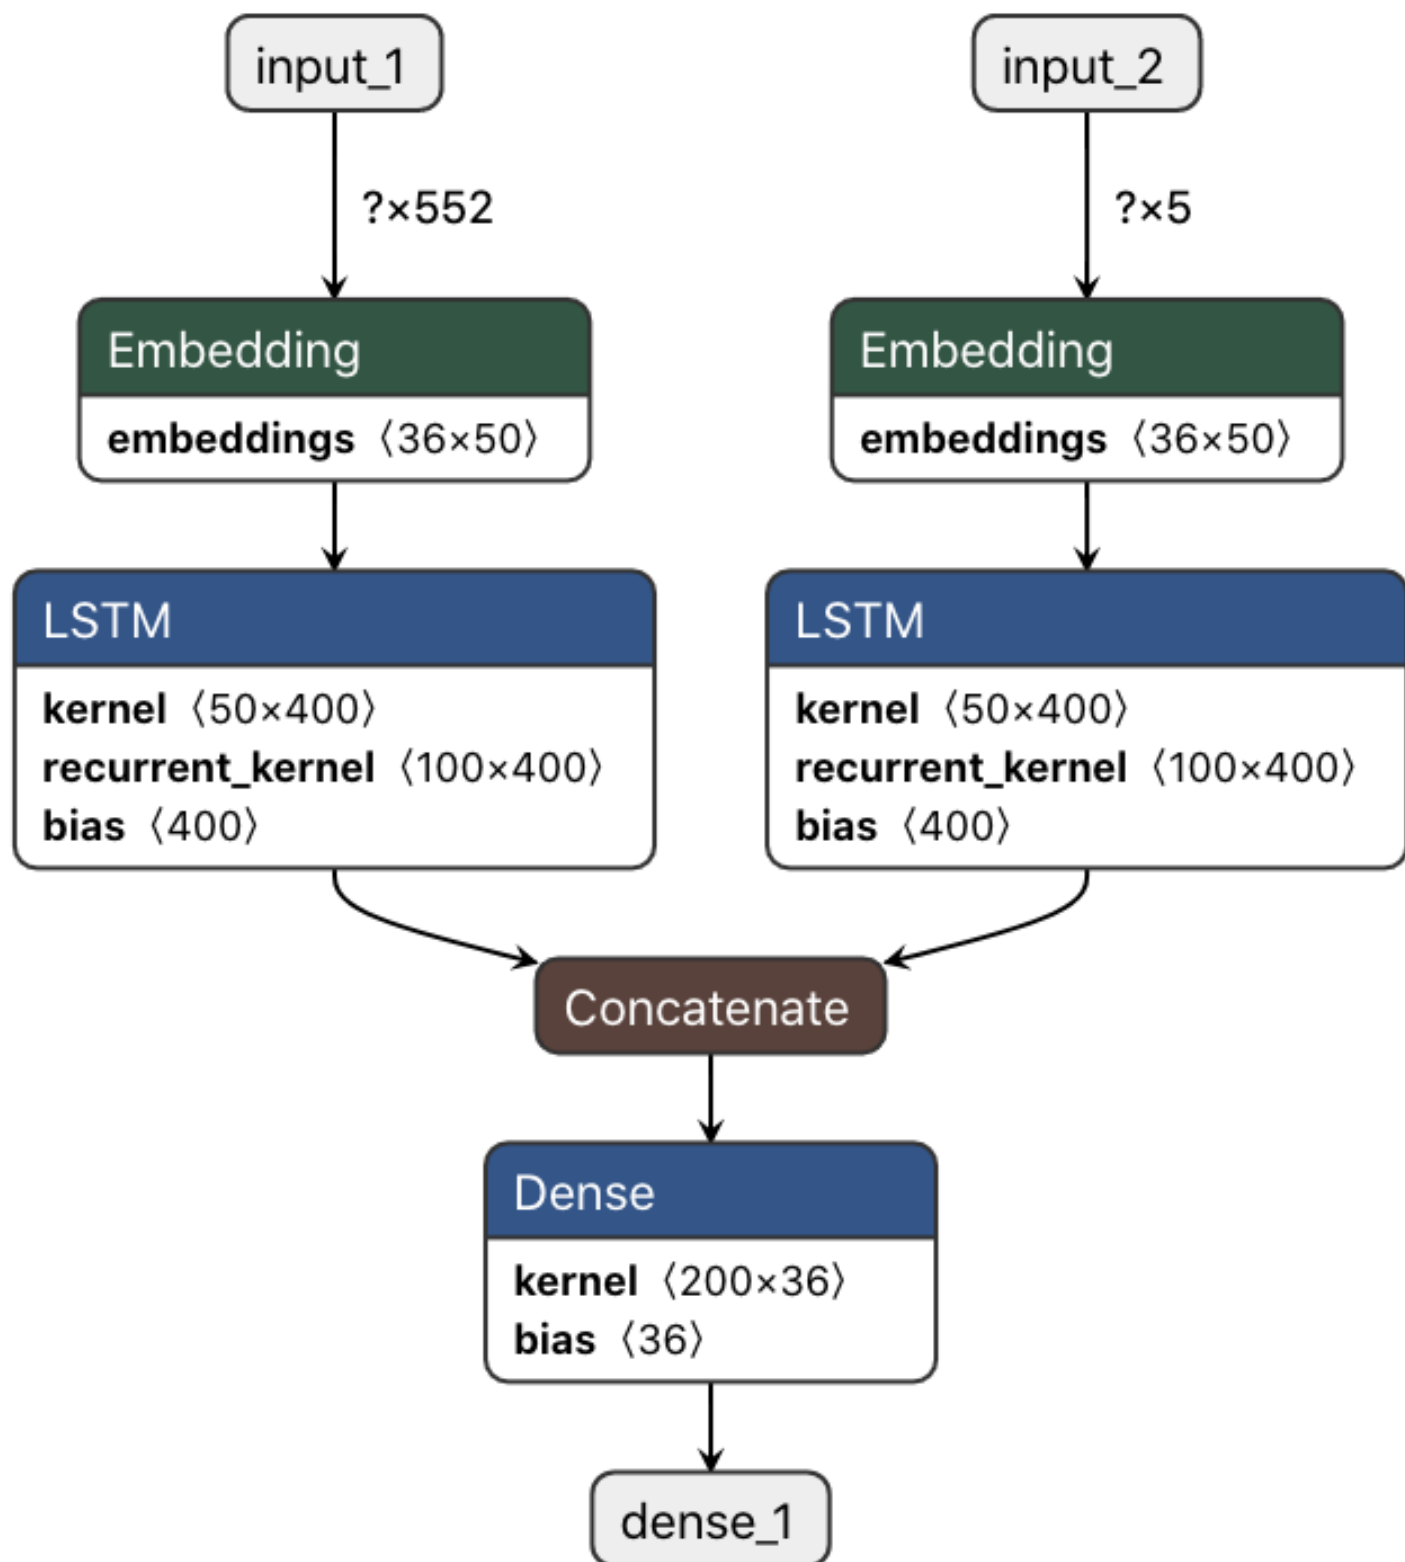 input_1
input_2
?×552
?×5
Embedding
embeddings 〈36×50〉
Embedding
embeddings 〈36×50〉
LSTM
kernel 〈50×400〉
recurrent_kernel 〈100×400〉
bias 〈400〉
LSTM
kernel 〈50×400〉
recurrent_kernel 〈100×400〉
bias 〈400〉
Concatenate
Dense
kernel 〈200×36〉
bias 〈36〉
dense_1